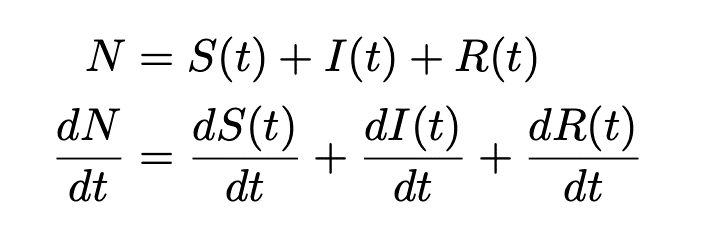 N = S(t) + I(t) + R(t)
dN/dt = dS(t)/dt + dI(t)/dt + dR(t)/dt